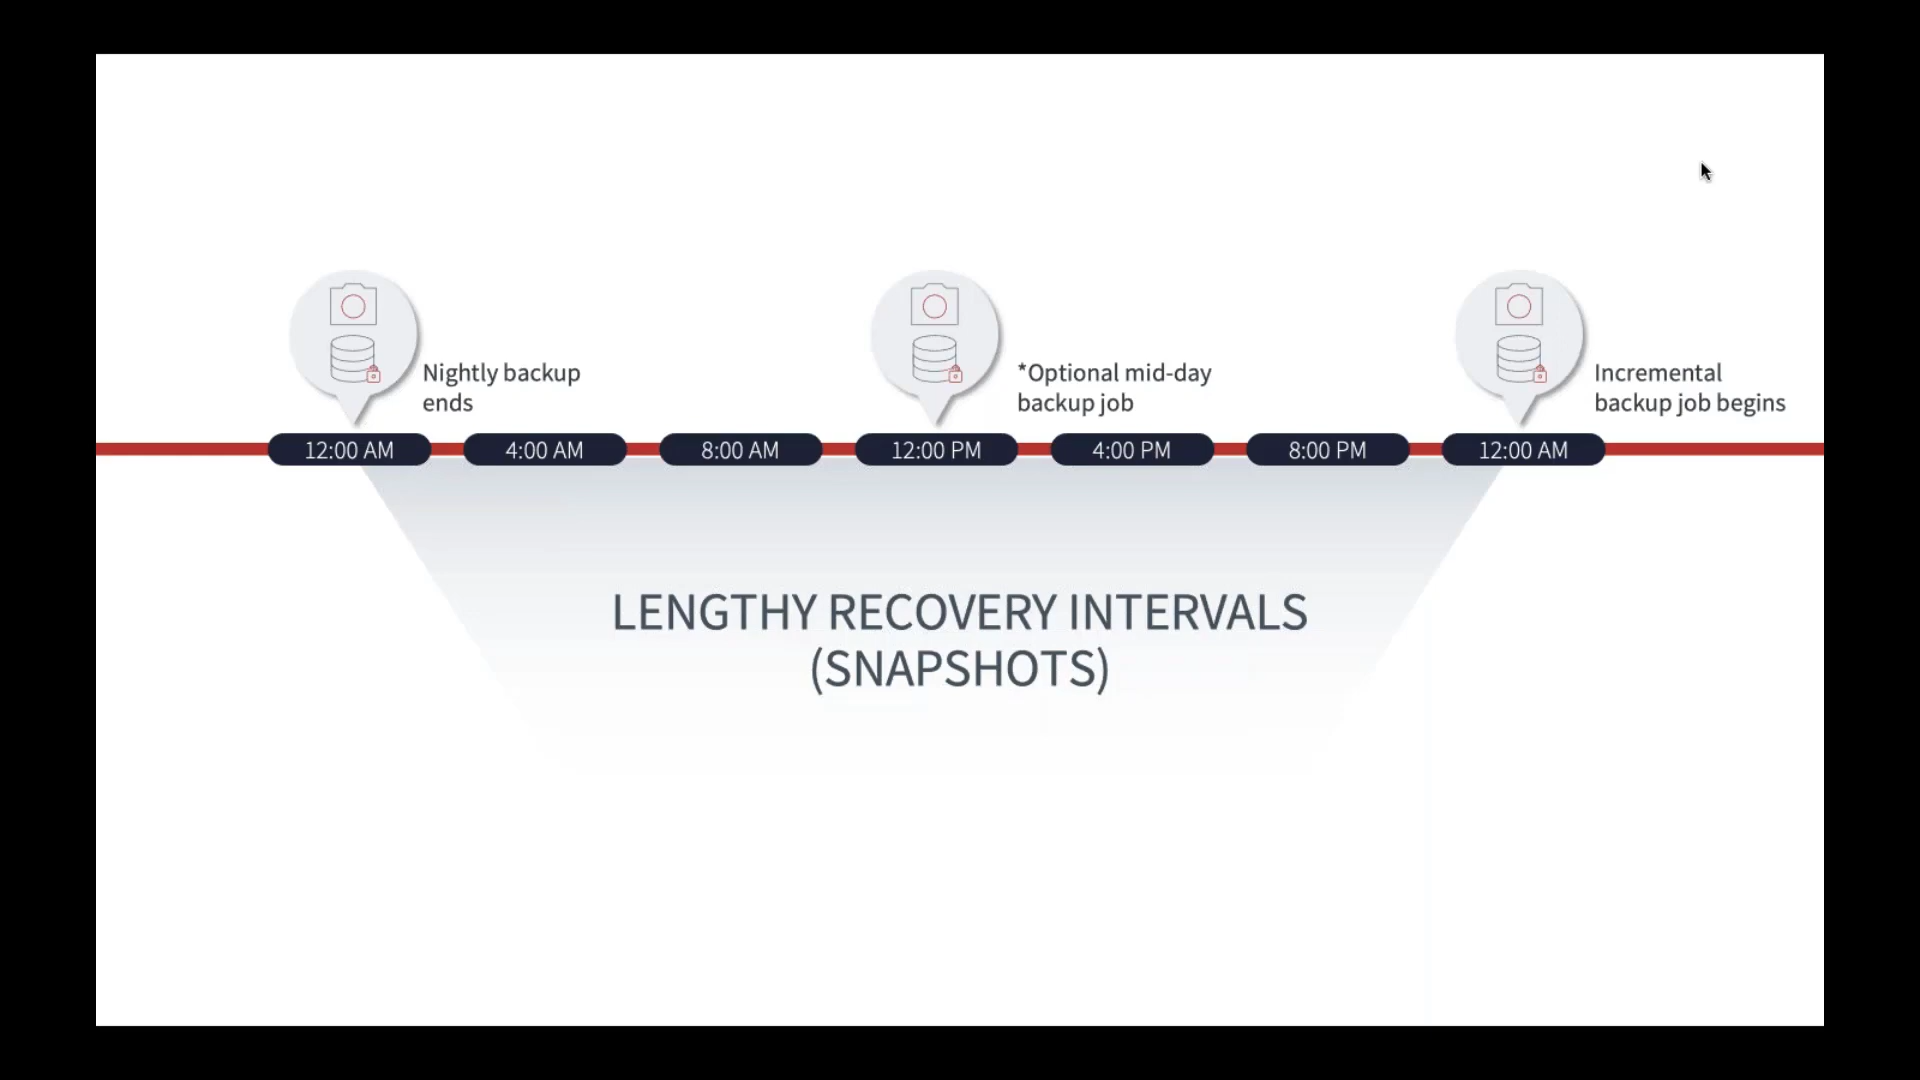 Nightly backup
ends
*Optional mid-day
backup job
Incremental
backup job begins
12:00 AM
4:00 AM
8:00 AM
12:00 PM
4:00 PM
8:00 PM
12:00 AM
LENGTHY RECOVERY INTERVALS
(SNAPSHOTS)